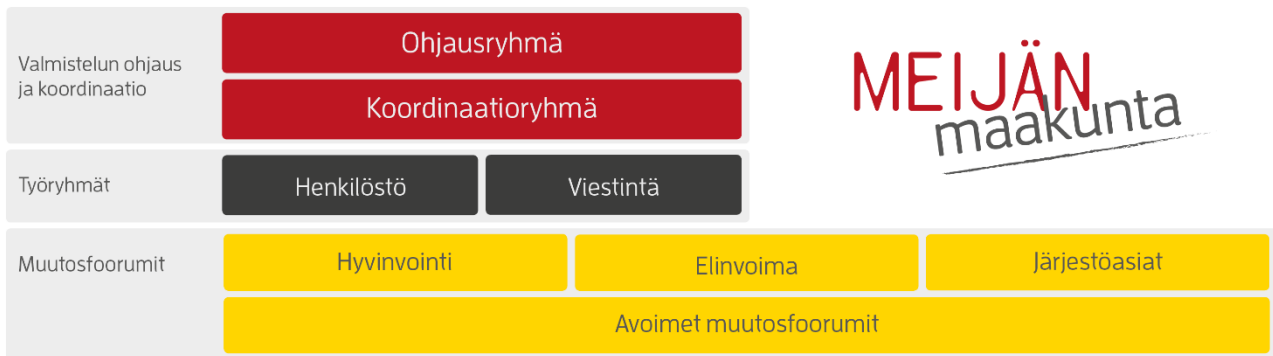 Valmistelun ohjaus
ja koordinaatio
Ohjausryhmä
Koordinaatioryhmä
MEIJÄN
maakunta
Työryhmät
Henkilöstö
Viestintä
Muutosfoorumit
Hyvinvointi
Elinvoima
Järjestöasiat
Avoimet muutosfoorumit